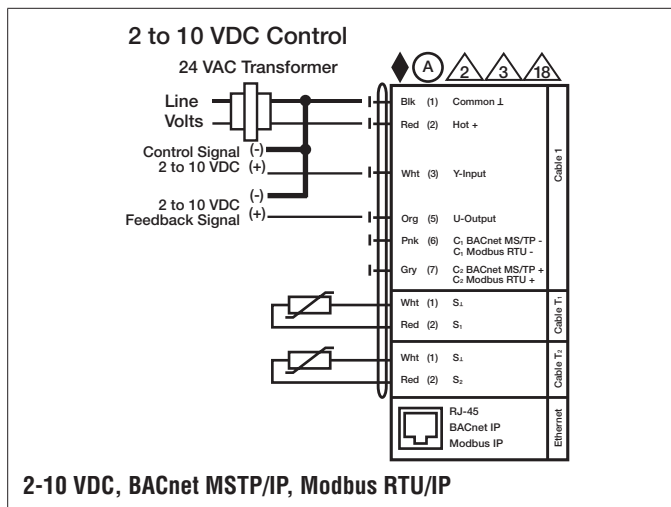 2 to 10 VDC Control
24 VAC Transformer
A 2 3 18
Line
Volts
Control Signal (-)
2 to 10 VDC (+)
(-)
2 to 10 VDC
Feedback Signal (+)
Blk (1) Common ⊥
Red (2) Hot +
Wht (3) Y-Input
Org (5) U-Output
Pnk (6) C₁ BACnet MS/TP -
C₁ Modbus RTU -
Gry (7) C₂ BACnet MS/TP +
C₂ Modbus RTU +
Cable 1
Wht (1) S⊥
Red (2) S₁
Cable T₁
Wht (1) S⊥
Red (2) S₂
Cable T₂
RJ-45
BACnet IP
Modbus IP
Ethernet
2-10 VDC, BACnet MSTP/IP, Modbus RTU/IP